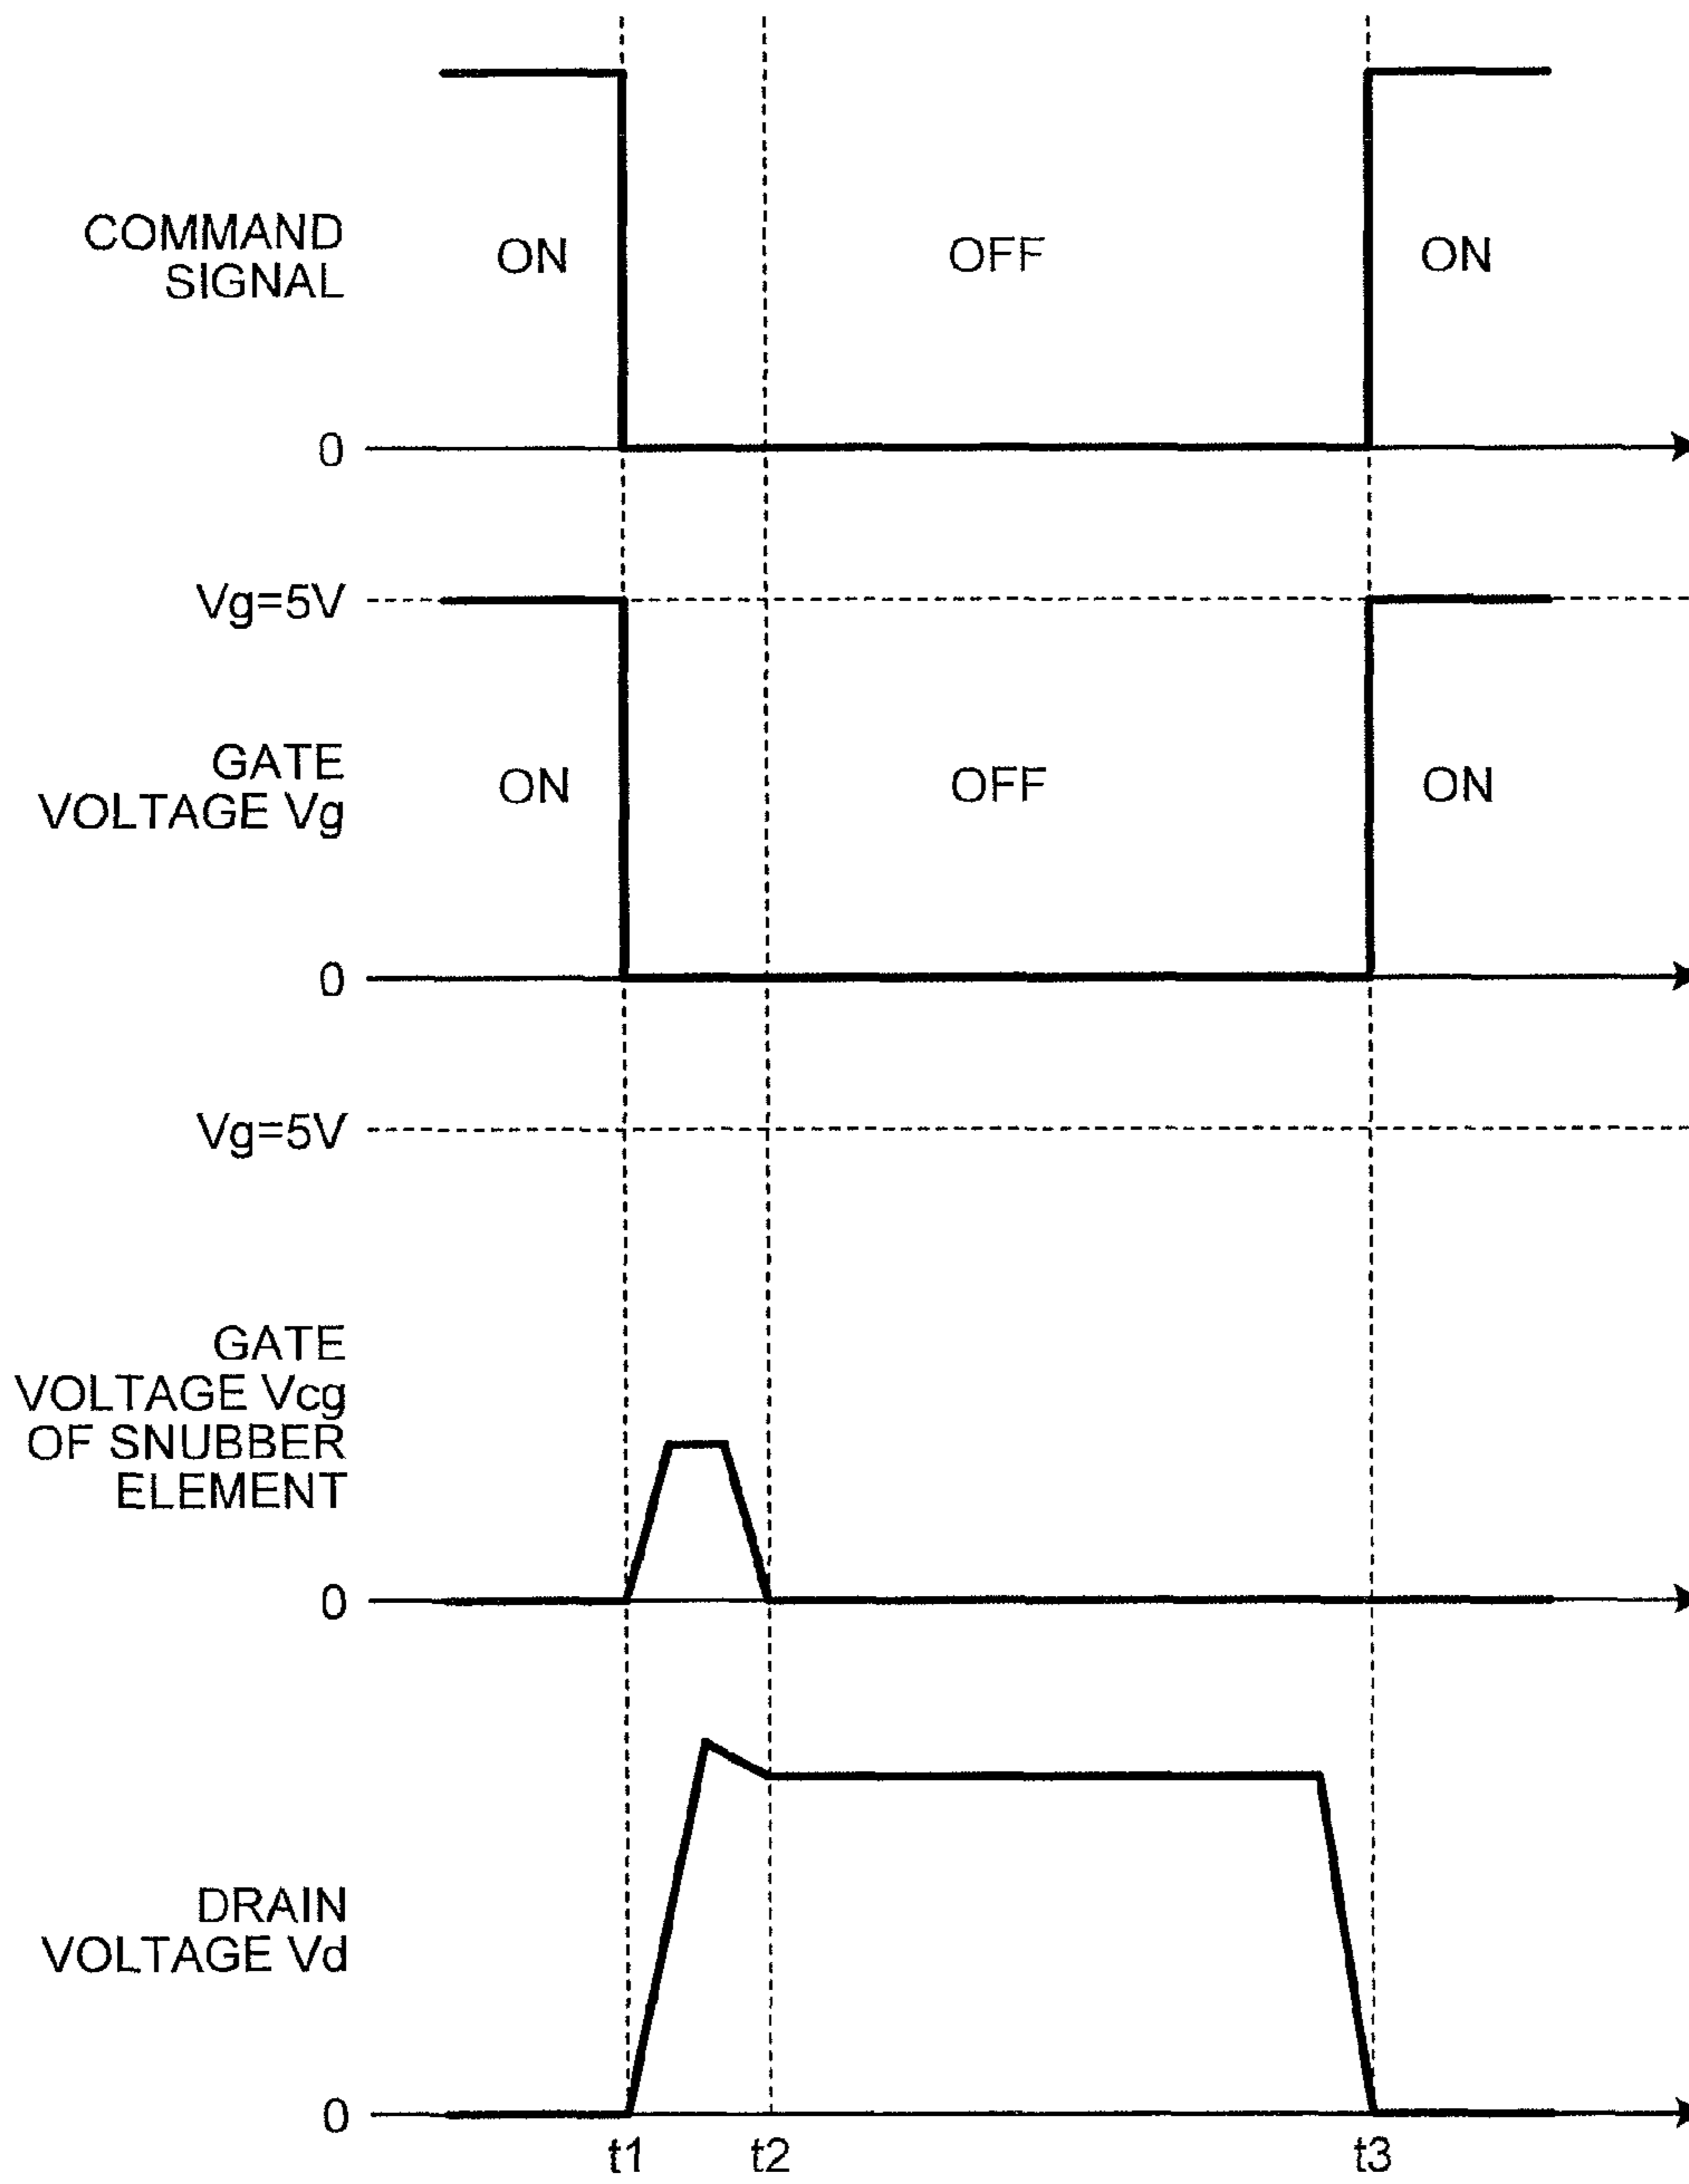 COMMAND
SIGNAL
ON
OFF
ON
0
Vg=5V
GATE
VOLTAGE Vg
ON
OFF
ON
0
Vg=5V
GATE
VOLTAGE Vcg
OF SNUBBER
ELEMENT
0
DRAIN
VOLTAGE Vd
0
t1
t2
t3